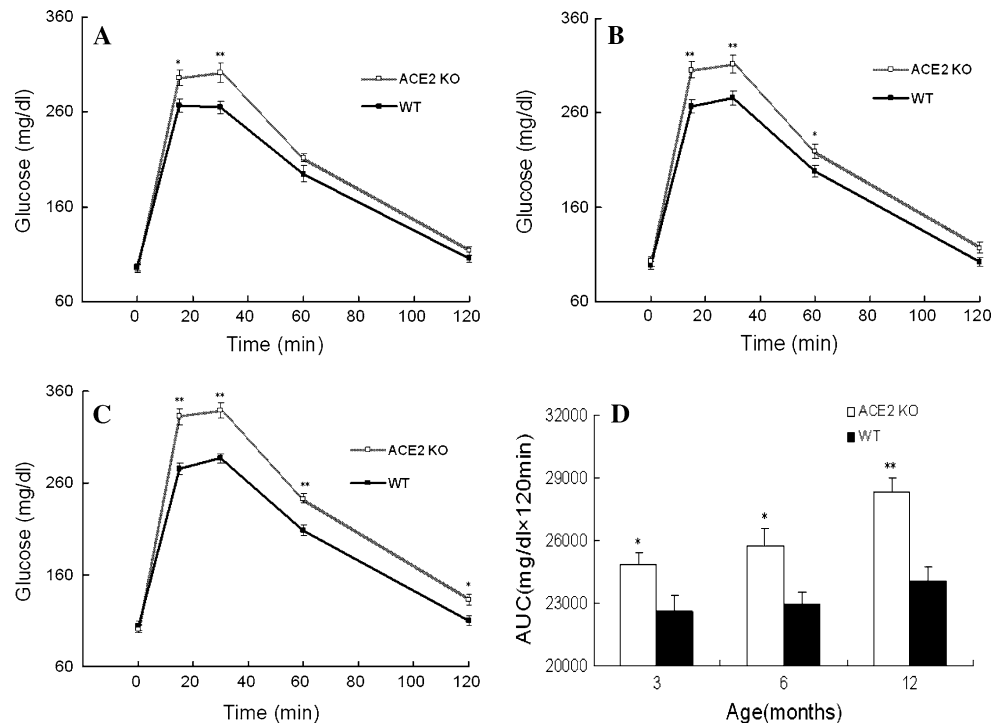 A
360
260
160
60
Glucose (mg/dl)
* **
ACE2 KO
WT
0 20 40 60 80 100 120
Time (min)
B
360
260
160
60
Glucose (mg/dl)
** **
*
ACE2 KO
WT
0 20 40 60 80 100 120
Time (min)
C
360
260
160
60
Glucose (mg/dl)
** **
**
*
ACE2 KO
WT
0 20 40 60 80 100 120
Time (min)
D
32000
29000
26000
23000
20000
AUC(mg/dl×120min)
ACE2 KO
WT
* * **
3 6 12
Age(months)